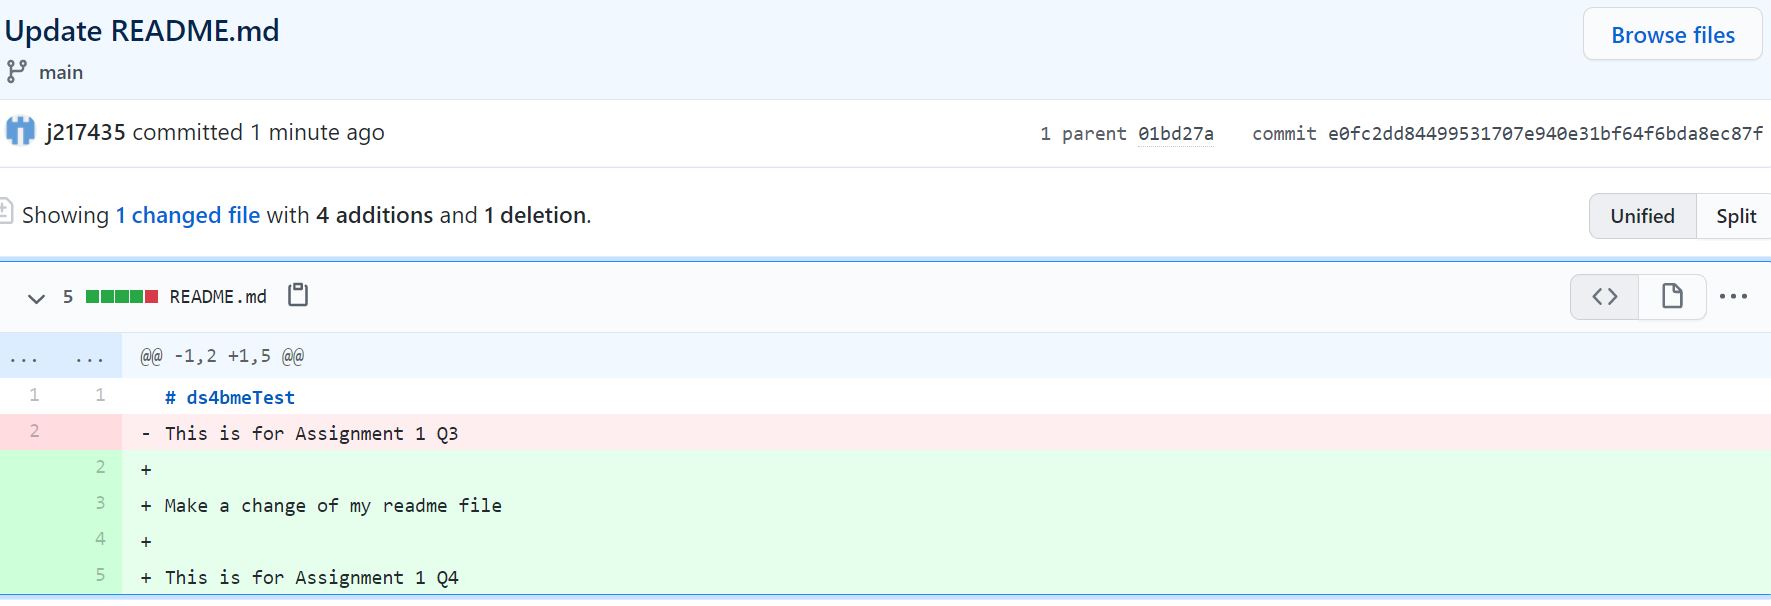 Update README.md
Browse files
main
j217435 committed 1 minute ago
1 parent 01bd27a commit e0fc2dd84499531707e940e31bf64f6bda8ec87f
Showing 1 changed file with 4 additions and 1 deletion.
Unified Split
5 README.md
... ... @@ -1,2 +1,5 @@
1 1 # ds4bmeTest
2 - This is for Assignment 1 Q3
2 +
3 + Make a change of my readme file
4 +
5 + This is for Assignment 1 Q4